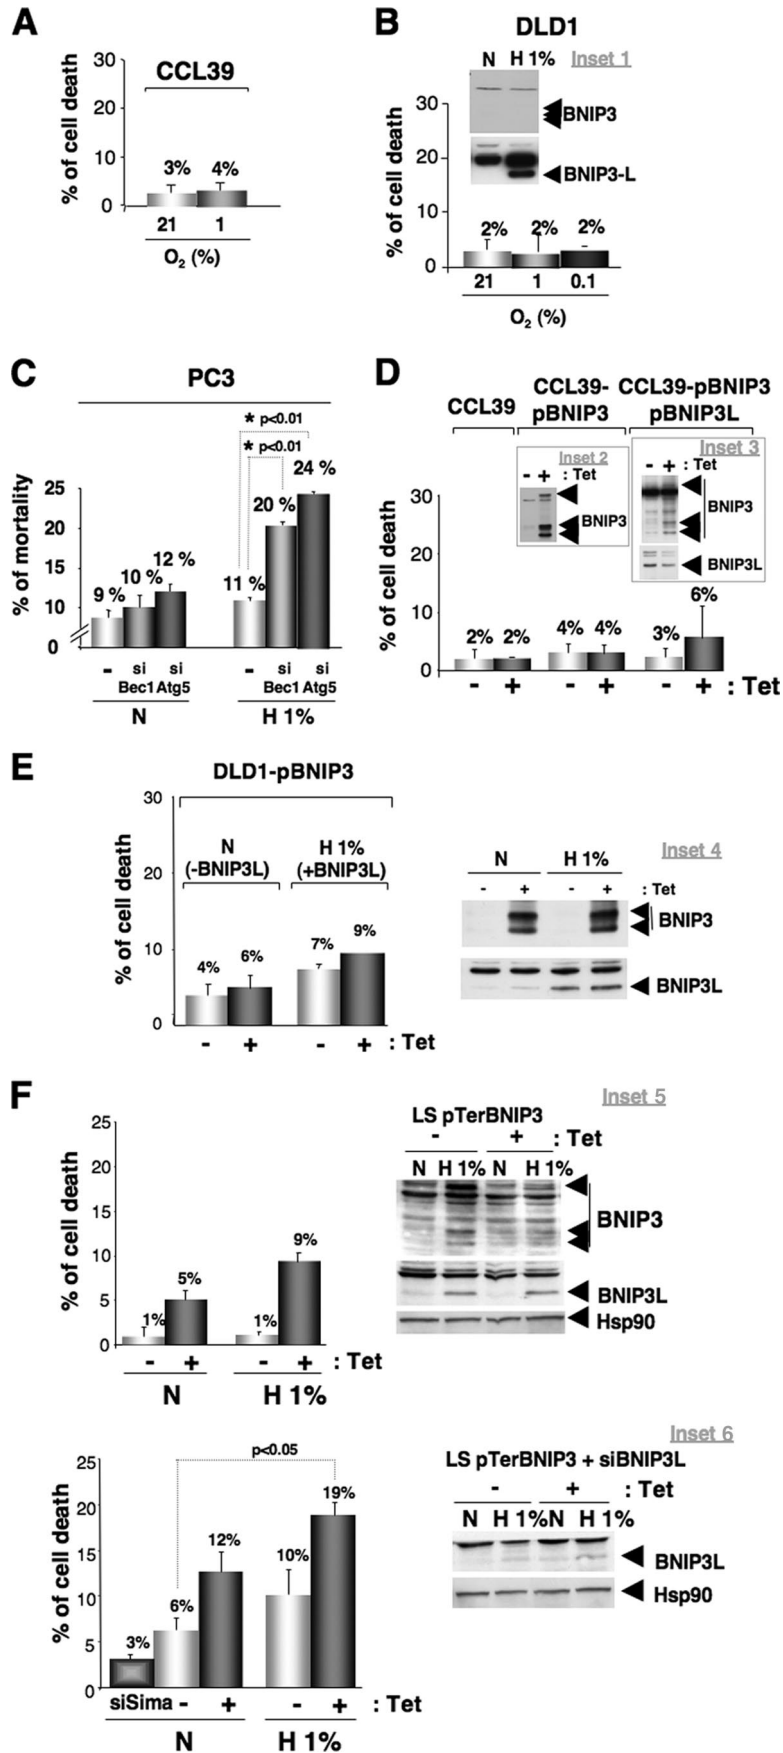 A
CCL39
% of cell death
30
20
10
0
3%
4%
21
1
O2 (%)
B
DLD1
N H 1%
Inset 1
BNIP3
BNIP3-L
% of cell death
30
20
10
0
2%
2%
2%
21
1
0.1
O2 (%)
C
PC3
* p<0.01
* p<0.01
% of mortality
25
20
15
10
0
9 %
10 %
12 %
11 %
20 %
24 %
-
si Bec1
si Atg5
-
si Bec1
si Atg5
N
H 1%
D
CCL39
CCL39-pBNIP3
CCL39-pBNIP3 pBNIP3L
Inset 2
- + : Tet
BNIP3
Inset 3
- + : Tet
BNIP3
BNIP3L
% of cell death
30
20
10
0
2%
2%
4%
4%
3%
6%
- + - + - + : Tet
E
DLD1-pBNIP3
% of cell death
30
20
10
0
N (-BNIP3L)
H 1% (+BNIP3L)
4%
6%
7%
9%
- + - + : Tet
Inset 4
N
H 1%
- + - + : Tet
BNIP3
BNIP3L
F
% of cell death
25
20
15
10
5
0
1%
5%
1%
9%
- + - + : Tet
N
H 1%
Inset 5
LS pTerBNIP3
- + : Tet
N H 1% N H 1%
BNIP3
BNIP3L
Hsp90
% of cell death
25
20
15
10
5
0
p<0.05
3%
6%
12%
10%
19%
siSima - + - + : Tet
N
H 1%
Inset 6
LS pTerBNIP3 + siBNIP3L
- + : Tet
N H 1% N H 1%
BNIP3L
Hsp90